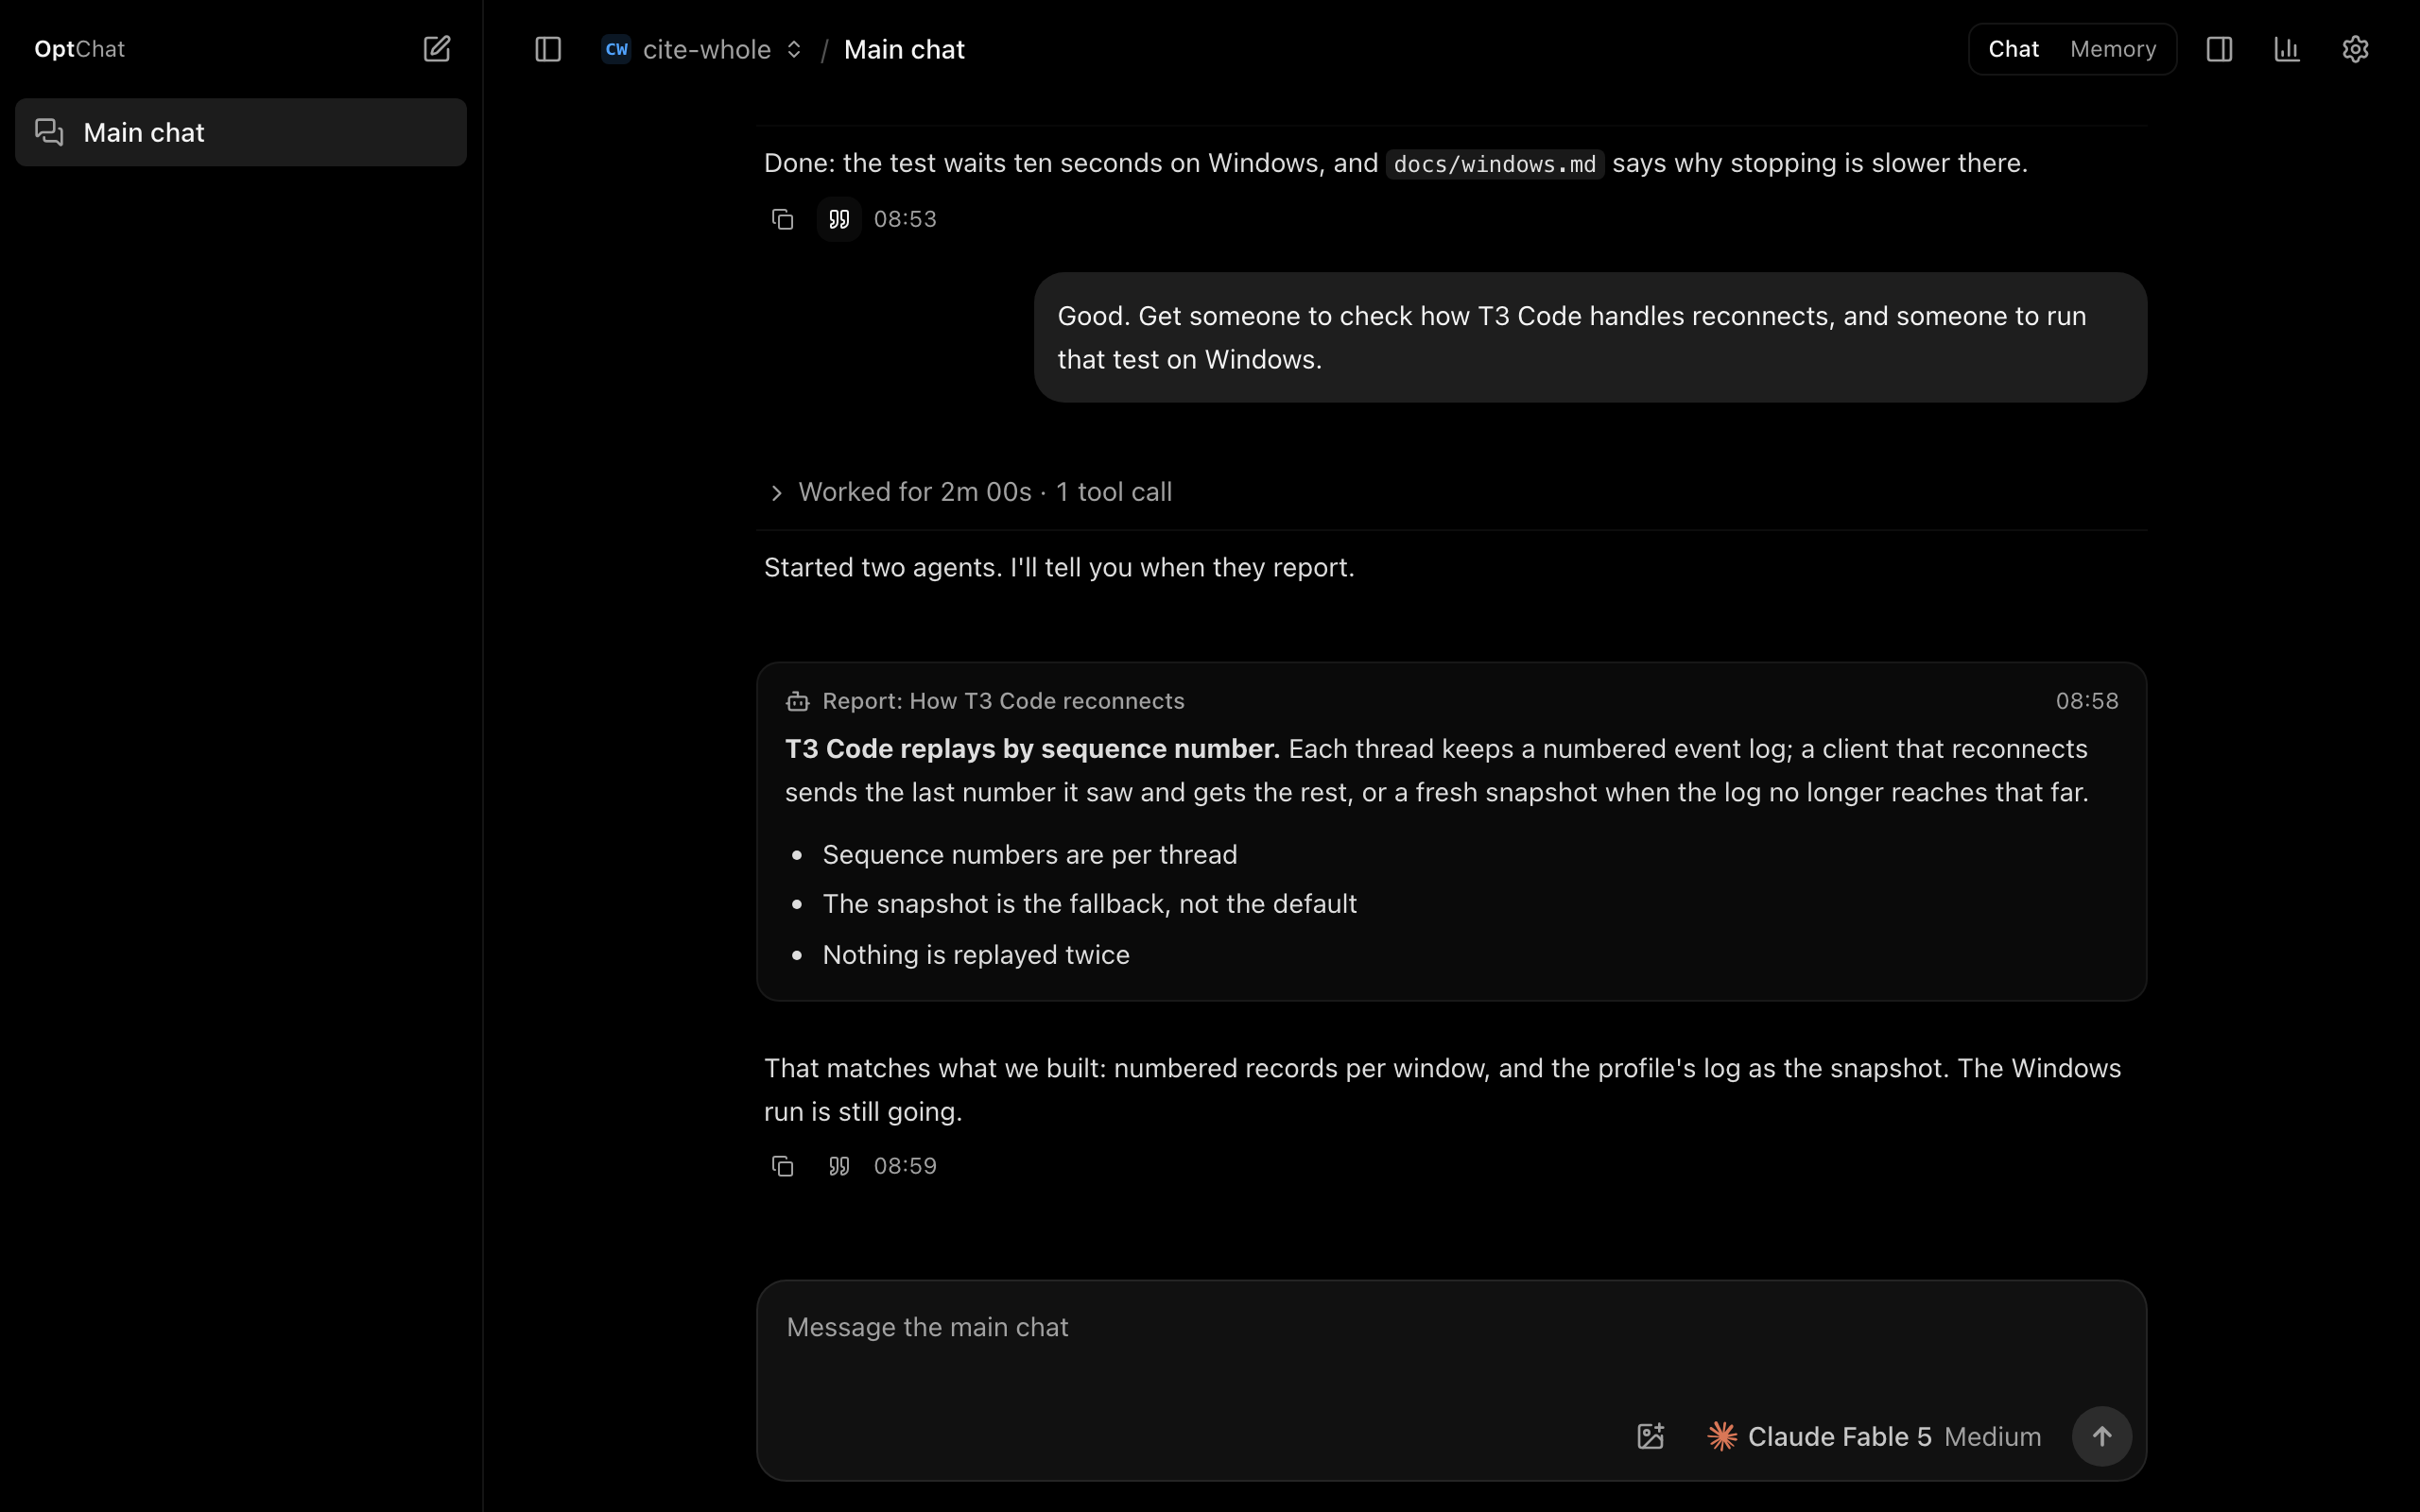 OptChat
Main chat
CW cite-whole / Main chat
Chat Memory
Done: the test waits ten seconds on Windows, and docs/windows.md says why stopping is slower there.
08:53
Good. Get someone to check how T3 Code handles reconnects, and someone to run
that test on Windows.
Worked for 2m 00s · 1 tool call
Started two agents. I'll tell you when they report.
Report: How T3 Code reconnects 08:58
T3 Code replays by sequence number. Each thread keeps a numbered event log; a client that reconnects
sends the last number it saw and gets the rest, or a fresh snapshot when the log no longer reaches that far.
• Sequence numbers are per thread
• The snapshot is the fallback, not the default
• Nothing is replayed twice
That matches what we built: numbered records per window, and the profile's log as the snapshot. The Windows
run is still going.
08:59
Message the main chat
Claude Fable 5 Medium